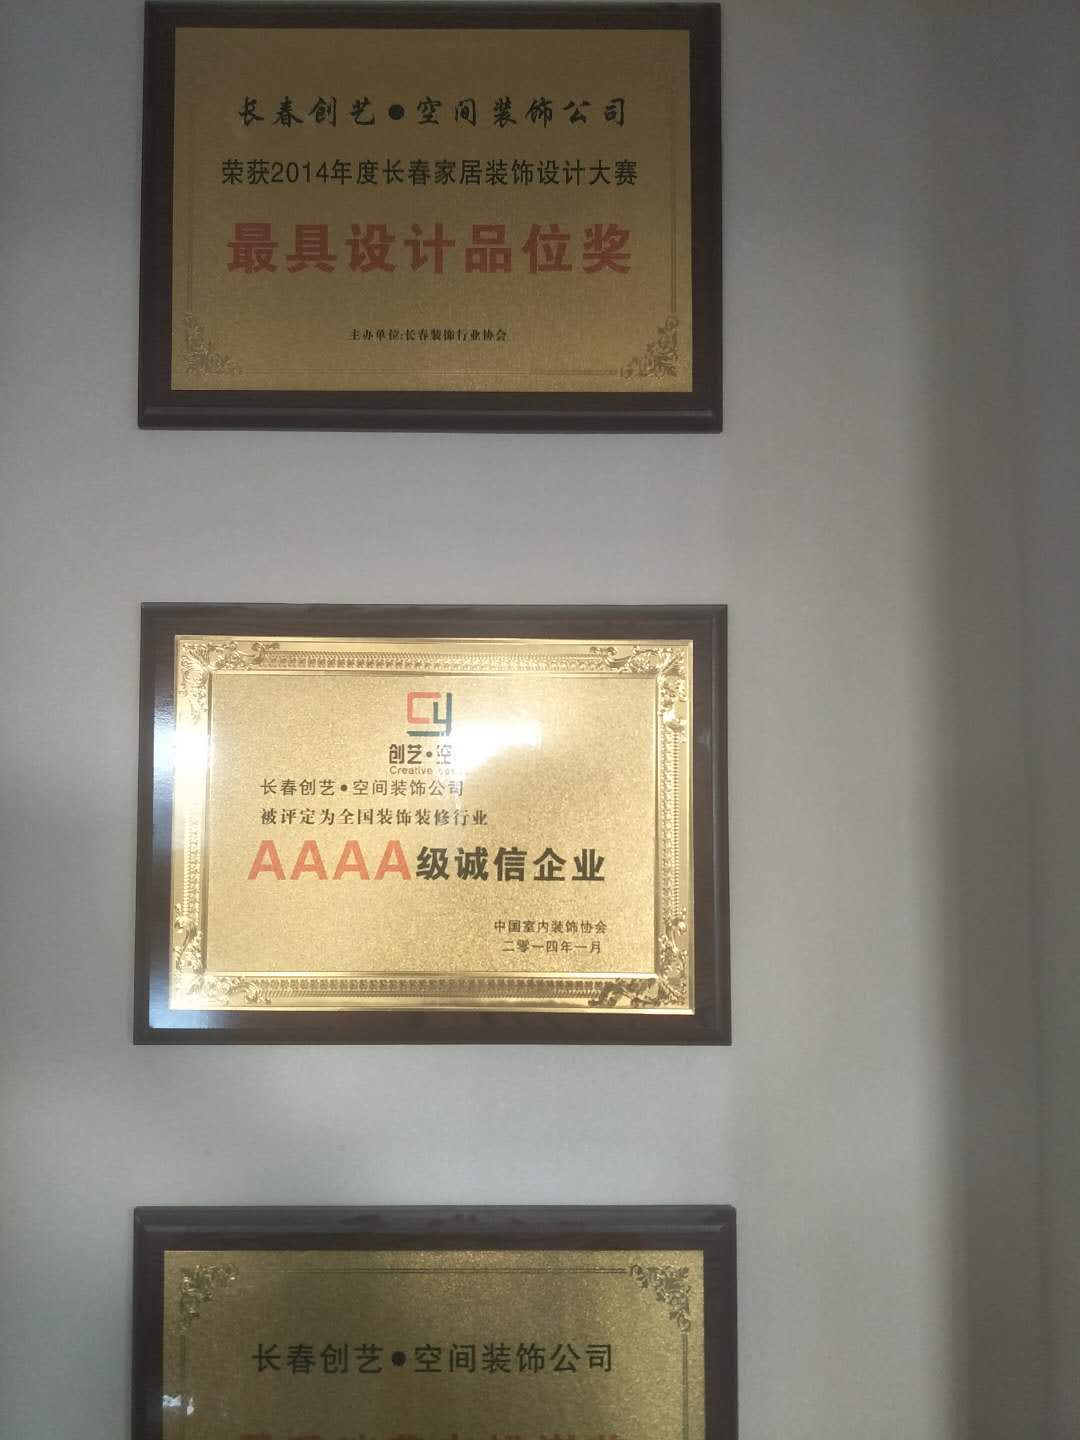 长春创艺•空间装饰公司
荣获2014年度长春家居装饰设计大赛
最具设计品位奖
主办单位:长春装饰行业协会
CY
创艺•空
Creative
长春创艺•空间装饰公司
被评定为全国装饰装修行业
AAAA级诚信企业
中国室内装饰协会
二零一四年一月
长春创艺•空间装饰公司